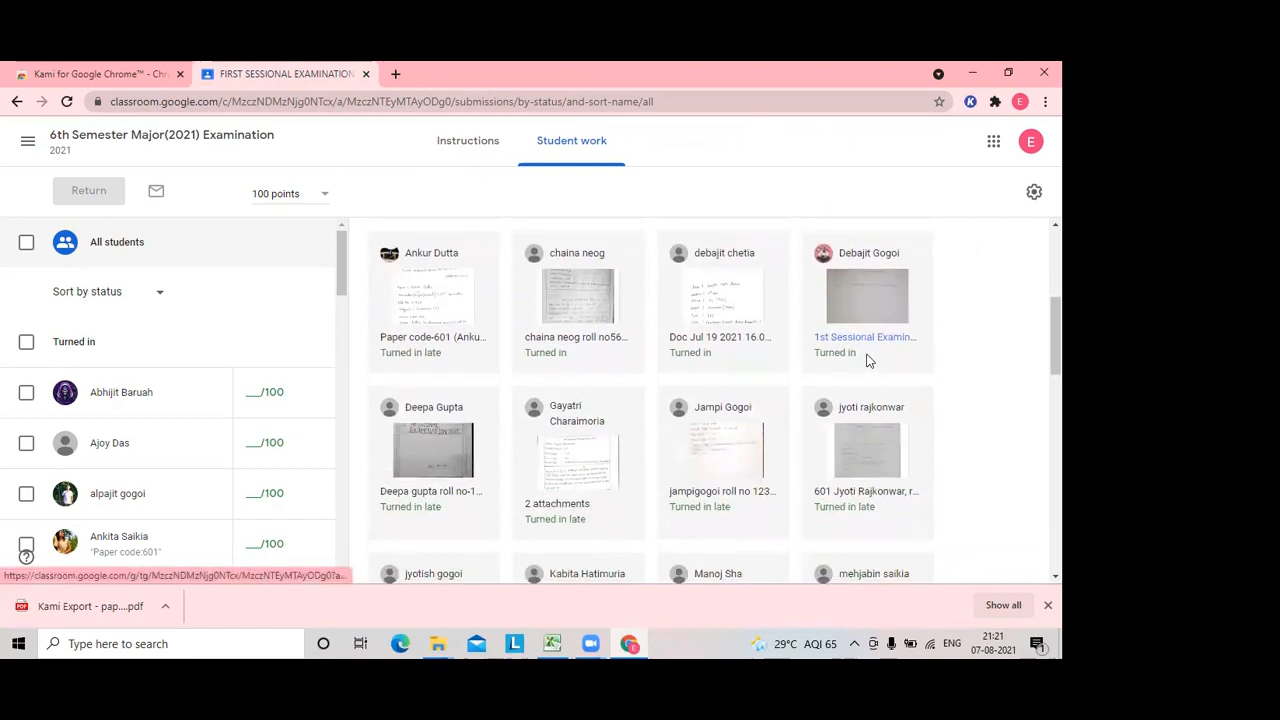 Kami for Google Chrome™ - Chr
FIRST SESSIONAL EXAMINATION
classroom.google.com/c/MzczNDMzNjg0NTcx/a/MzczNTEyMTAyODg0/submissions/by-status/and-sort-name/all
K
E
6th Semester Major(2021) Examination
2021
Instructions
Student work
E
Return
100 points
All students
Sort by status
Turned in
Abhijit Baruah
__/100
Ajoy Das
__/100
alpajit gogoi
__/100
Ankita Saikia
"Paper code:601"
__/100
Ankur Dutta
Paper code-601 (Anku...
Turned in late
chaina neog
chaina neog roll no56...
Turned in
debajit chetia
Doc Jul 19 2021 16.0...
Turned in
Debajit Gogoi
1st Sessional Examin...
Turned in
Deepa Gupta
Deepa gupta roll no-1...
Turned in late
Gayatri
Charaimoria
2 attachments
Turned in late
Jampi Gogoi
jampigogoi roll no 123...
Turned in late
jyoti rajkonwar
601 Jyoti Rajkonwar, r...
Turned in late
jyotish gogoi
Kabita Hatimuria
Manoj Sha
mehjabin saikia
https://classroom.google.com/g/tg/MzczNDMzNjg0NTcx/MzczNTEyMTAyODg0?a...
Kami Export - pap....pdf
Show all
Type here to search
29°C AQI 65
ENG
21:21
07-08-2021